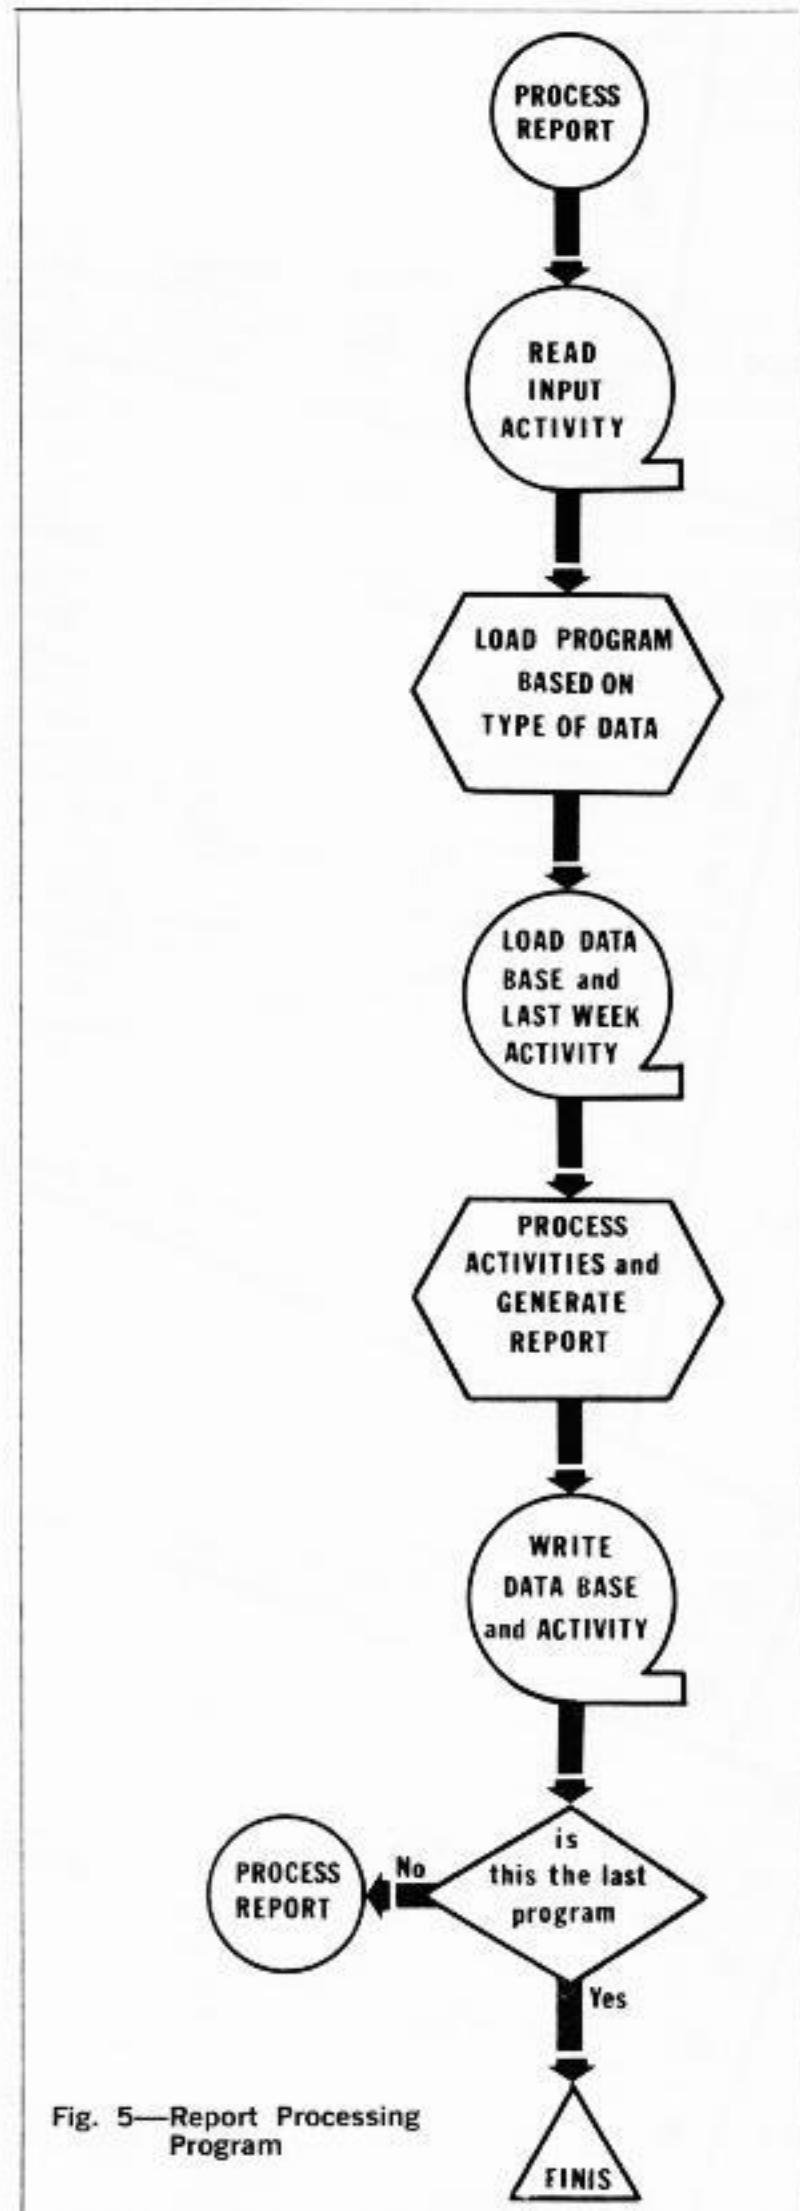 PROCESS
REPORT
READ
INPUT
ACTIVITY
LOAD PROGRAM
BASED ON
TYPE OF DATA
LOAD DATA
BASE and
LAST WEEK
ACTIVITY
PROCESS
ACTIVITIES and
GENERATE
REPORT
WRITE
DATA BASE
and ACTIVITY
is
this the last
program
No
PROCESS
REPORT
Yes
FINIS
Fig. 5—Report Processing
Program